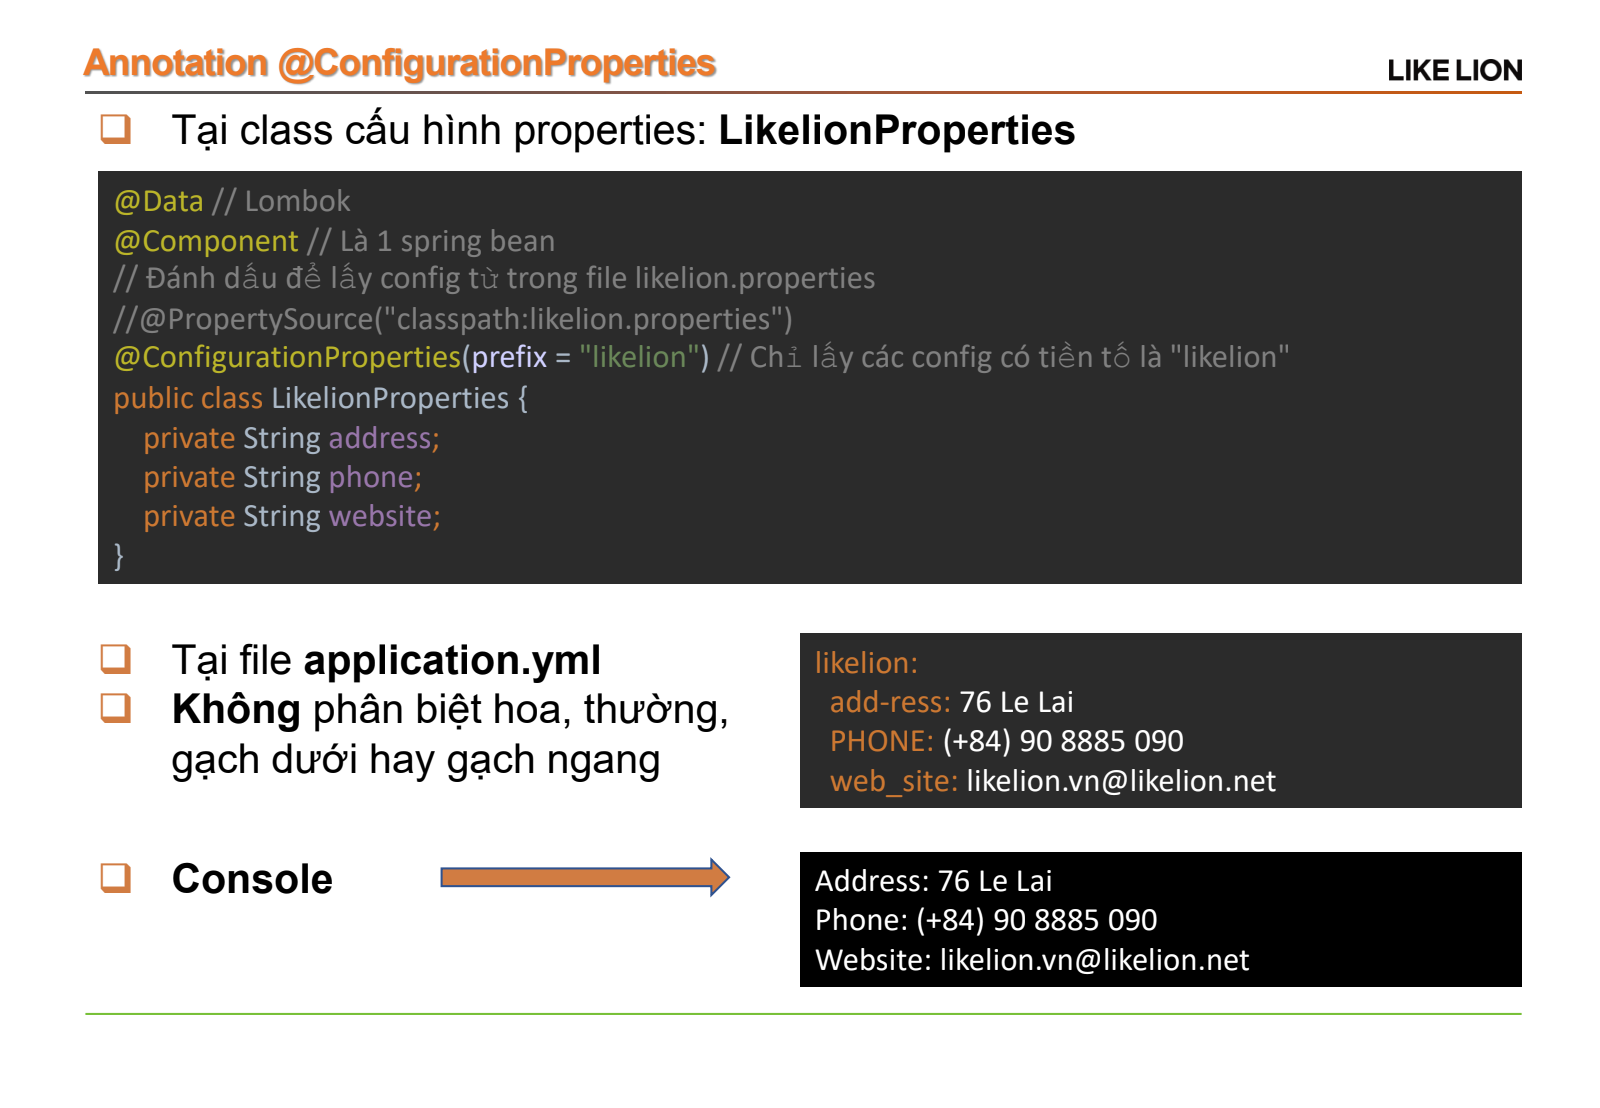 Annotation @ConfigurationProperties
LIKE LION
Tại class cấu hình properties: LikelionProperties
@Data // Lombok
@Component // Là 1 spring bean
// Đánh dấu để lấy config từ trong file likelion.properties
//@PropertySource("classpath:likelion.properties")
@ConfigurationProperties(prefix = "likelion") // Chỉ lấy các config có tiền tố là "likelion"
public class LikelionProperties {
private String address;
private String phone;
private String website;
}
Tại file application.yml
Không phân biệt hoa, thường,
gạch dưới hay gạch ngang
likelion:
add-ress: 76 Le Lai
PHONE: (+84) 90 8885 090
web_site: likelion.vn@likelion.net
Console
Address: 76 Le Lai
Phone: (+84) 90 8885 090
Website: likelion.vn@likelion.net